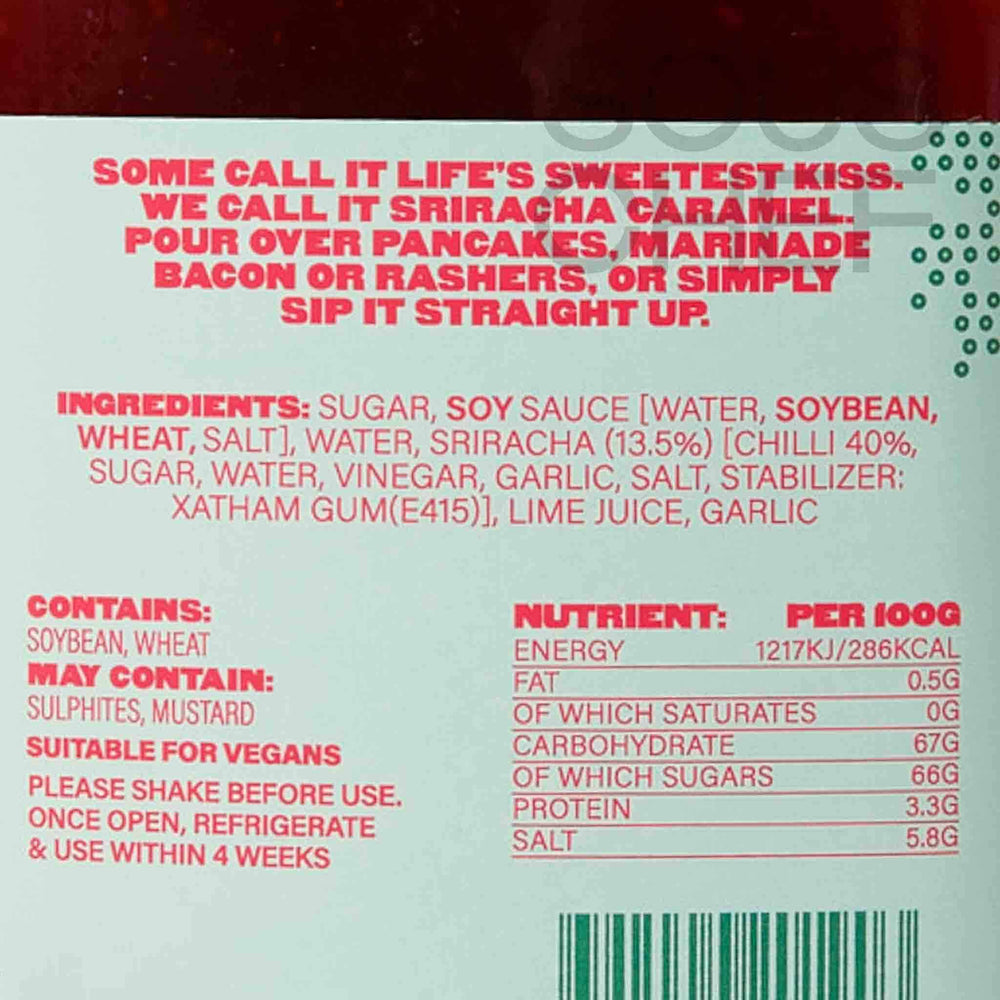 SOME CALL IT LIFE'S SWEETEST KISS.
WE CALL IT SRIRACHA CARAMEL.
POUR OVER PANCAKES, MARINADE
BACON OR RASHERS, OR SIMPLY
SIP IT STRAIGHT UP.
INGREDIENTS: SUGAR, SOY SAUCE [WATER, SOYBEAN,
WHEAT, SALT], WATER, SRIRACHA (13.5%) [CHILLI 40%,
SUGAR, WATER, VINEGAR, GARLIC, SALT, STABILIZER:
XATHAM GUM(E415)], LIME JUICE, GARLIC
CONTAINS:
SOYBEAN, WHEAT
MAY CONTAIN:
SULPHITES, MUSTARD
SUITABLE FOR VEGANS
PLEASE SHAKE BEFORE USE.
ONCE OPEN, REFRIGERATE
& USE WITHIN 4 WEEKS
NUTRIENT: PER 100G
ENERGY 1217KJ/286KCAL
FAT 0.5G
OF WHICH SATURATES 0G
CARBOHYDRATE 67G
OF WHICH SUGARS 66G
PROTEIN 3.3G
SALT 5.8G
CHEF